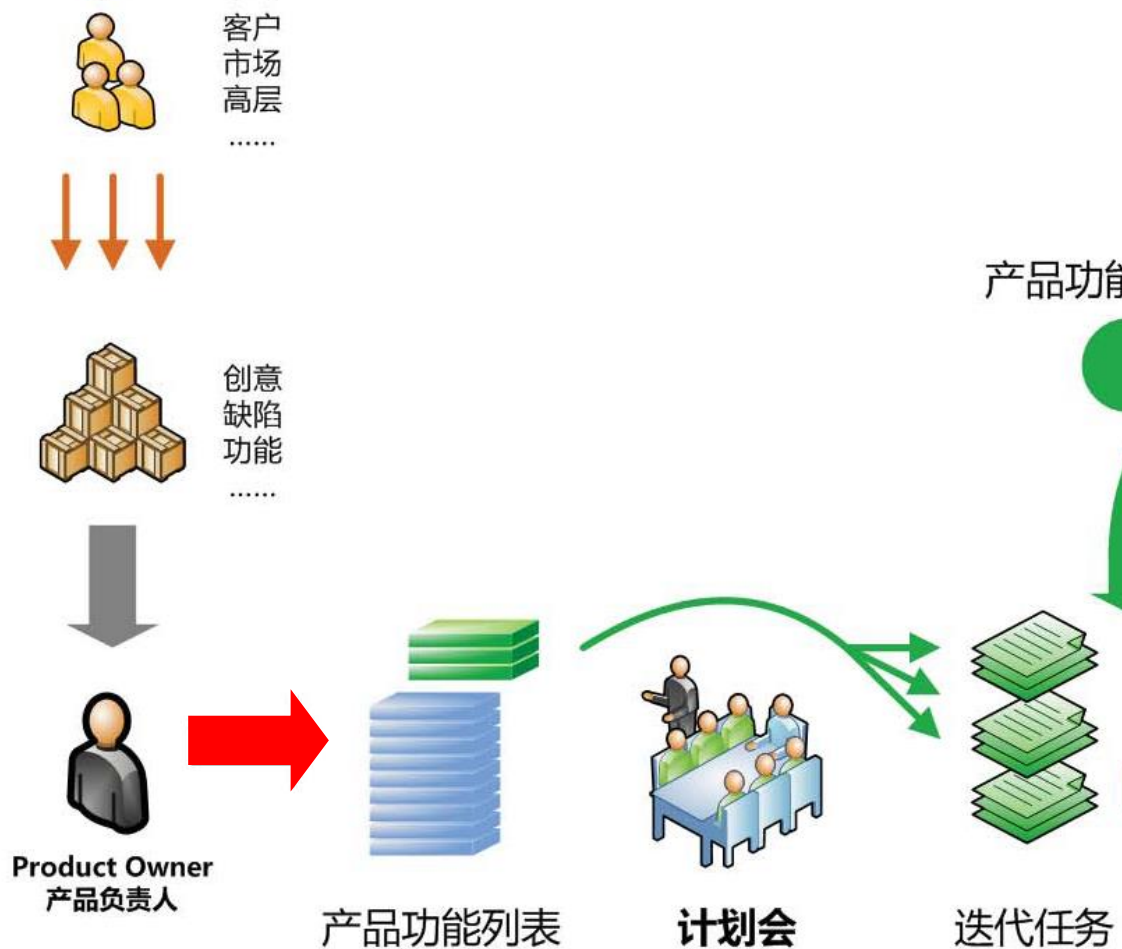 客户
市场
高层
……
创意
缺陷
功能
……
产品功能
Product Owner
产品负责人
产品功能列表
计划会
迭代任务